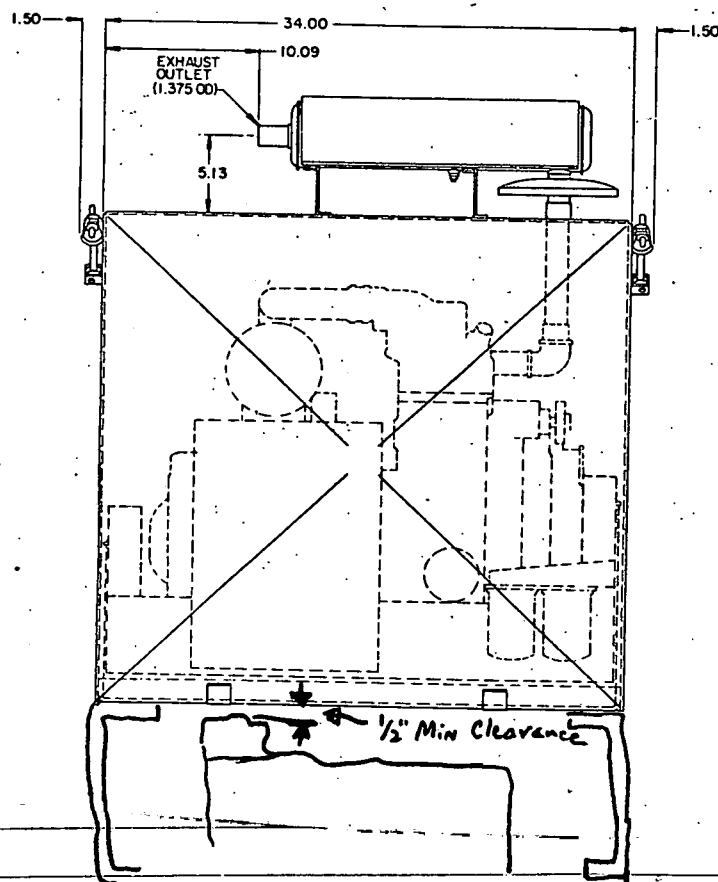 1.50
34.00
1.50
10.09
EXHAUST
OUTLET
(1.375 OD)
5.13
1/2" Min Clearance